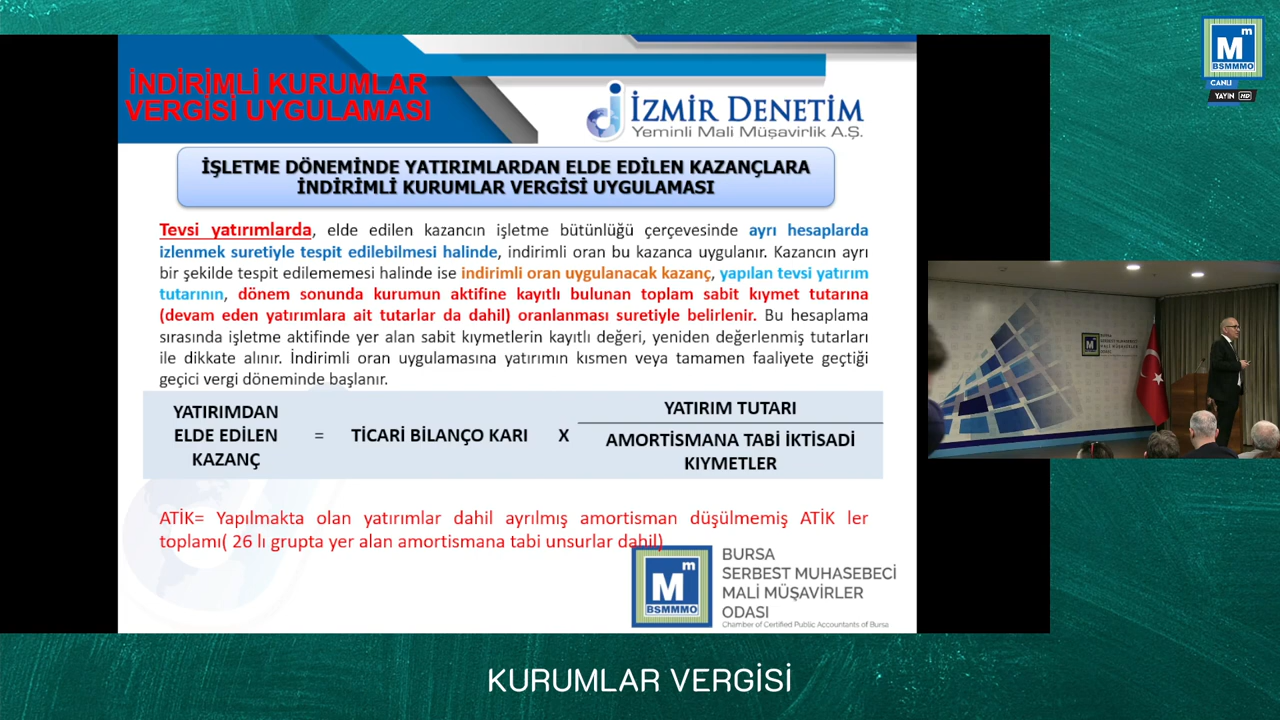 İNDİRİMLİ KURUMLAR
VERGİSİ UYGULAMASI
İZMİR DENETİM
Yeminli Mali Müşavirlik A.Ş.
m
M
BSMMMO
CANLI
YAYIN HD
İŞLETME DÖNEMİNDE YATIRIMLARDAN ELDE EDİLEN KAZANÇLARA
İNDİRİMLİ KURUMLAR VERGİSİ UYGULAMASI
Tevsi yatırımlarda, elde edilen kazancın işletme bütünlüğü çerçevesinde ayrı hesaplarda
izlenmek suretiyle tespit edilebilmesi halinde, indirimli oran bu kazanca uygulanır. Kazancın ayrı
bir şekilde tespit edilememesi halinde ise indirimli oran uygulanacak kazanç, yapılan tevsi yatırım
tutarının, dönem sonunda kurumun aktifine kayıtlı bulunan toplam sabit kıymet tutarına
(devam eden yatırımlara ait tutarlar da dahil) oranlanması suretiyle belirlenir. Bu hesaplama
sırasında işletme aktifinde yer alan sabit kıymetlerin kayıtlı değeri, yeniden değerlenmiş tutarları
ile dikkate alınır. İndirimli oran uygulamasına yatırımın kısmen veya tamamen faaliyete geçtiği
geçici vergi döneminde başlanır.
YATIRIMDAN
ELDE EDİLEN
KAZANÇ
= TİCARİ BİLANÇO KARI X
YATIRIM TUTARI
AMORTİSMANA TABİ İKTİSADİ
KIYMETLER
ATİK= Yapılmakta olan yatırımlar dahil ayrılmış amortisman düşülmemiş ATİK ler
toplamı( 26 lı grupta yer alan amortismana tabi unsurlar dahil)
m
M
BSMMMO
BURSA
SERBEST MUHASEBECİ
MALİ MÜŞAVİRLER
ODASI
Chamber of Certified Public Accountants of Bursa
BURSA
SERBEST MUHASEBECİ
MALİ MÜŞAVİRLER
ODASI
KURUMLAR VERGİSİ